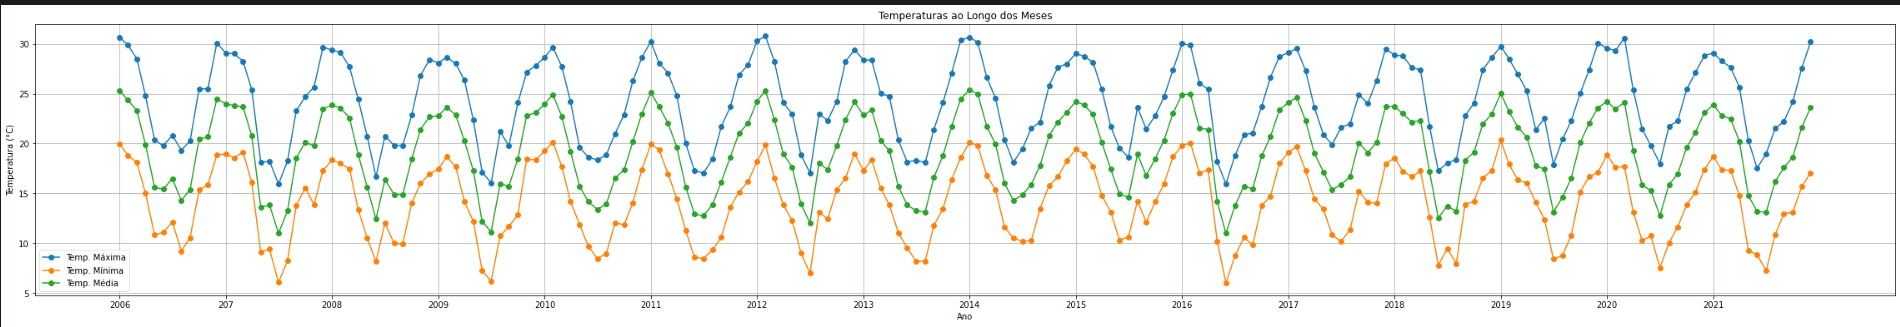 Temperaturas ao Longo dos Meses
Temperatura (°C)
30
25
20
15
10
5
Temp. Máxima
Temp. Mínima
Temp. Média
2006 207 2008 2009 2010 2011 2012 2013 2014 2015 2016 2017 2018 2019 2020 2021
Ano